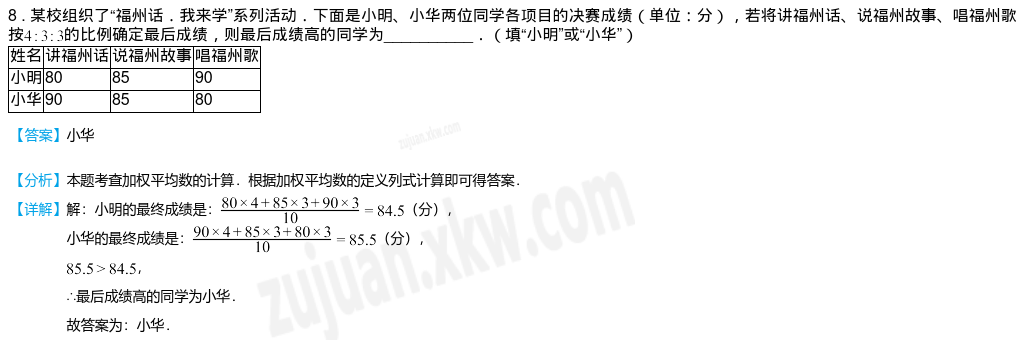 8．某校组织了“福州话．我来学”系列活动．下面是小明、小华两位同学各项目的决赛成绩（单位：分），若将讲福州话、说福州故事、唱福州歌
按4:3:3的比例确定最后成绩，则最后成绩高的同学为___________．（填“小明”或“小华”）
姓名 讲福州话 说福州故事 唱福州歌
小明 80 85 90
小华 90 85 80
【答案】小华
【分析】本题考查加权平均数的计算．根据加权平均数的定义列式计算即可得答案．
【详解】解：小明的最终成绩是：(80×4+85×3+90×3)/10=84.5（分），
小华的最终成绩是：(90×4+85×3+80×3)/10=85.5（分），
85.5>84.5，
∴最后成绩高的同学为小华．
故答案为：小华．
zujuan.xkw.com
zujuan.xkw.com